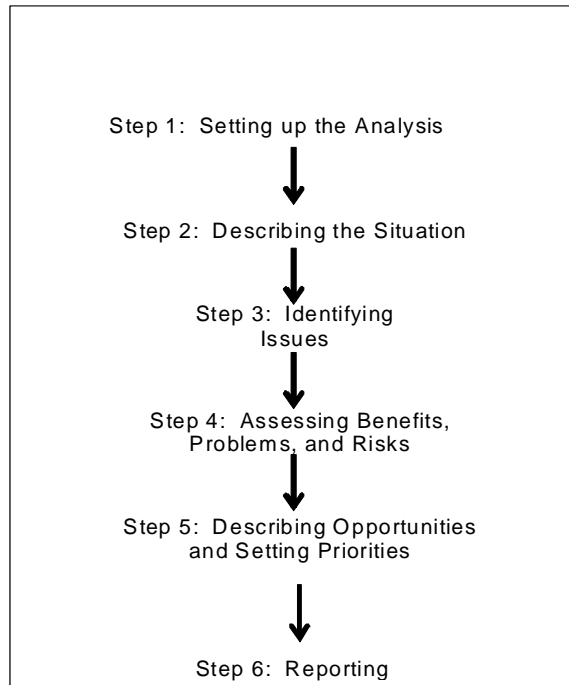 Step 1: Setting up the Analysis
Step 2: Describing the Situation
Step 3: Identifying
Issues
Step 4: Assessing Benefits,
Problems, and Risks
Step 5: Describing Opportunities
and Setting Priorities
Step 6: Reporting